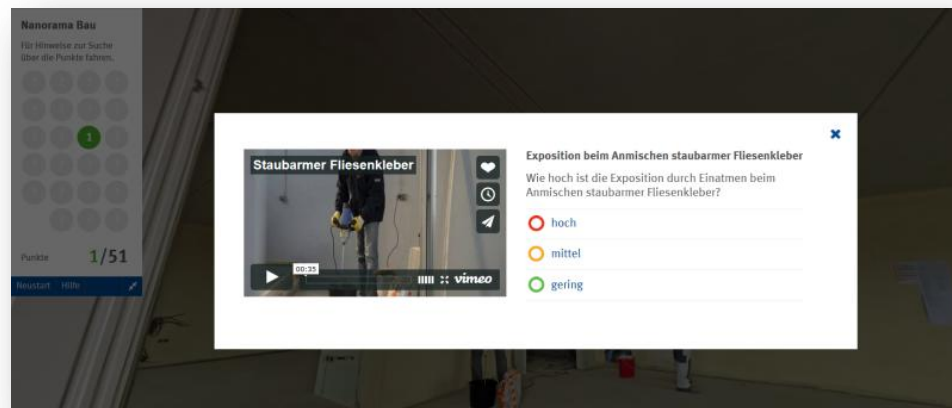 Nanorama Bau
Für Hinweise zur Suche
über die Punkte fahren.
1
Punkte 1/51
Neustart Hilfe
Staubarmer Fliesenkleber
00:35
vimeo
Exposition beim Anmischen staubarmer Fliesenkleber
Wie hoch ist die Exposition durch Einatmen beim
Anmischen staubarmer Fliesenkleber?
hoch
mittel
gering